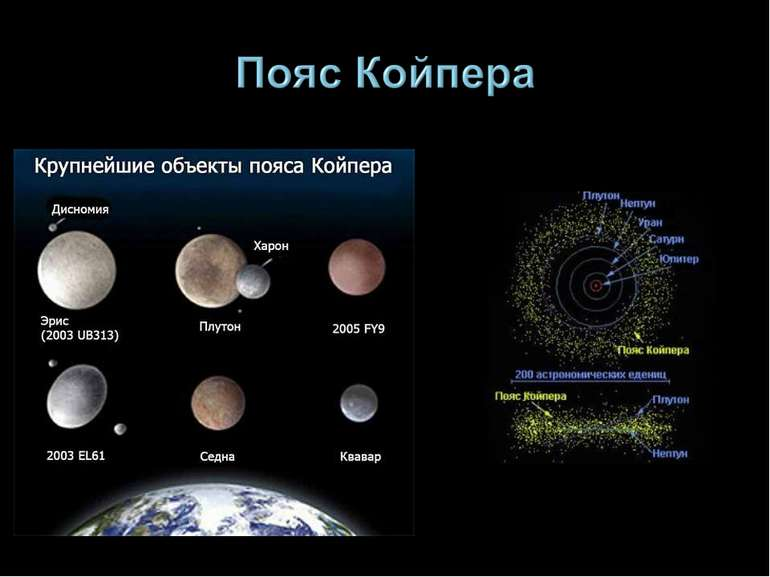 Пояс Койпера
Крупнейшие объекты пояса Койпера
Дисномия
Харон
Эрис
(2003 UB313)
Плутон
2005 FY9
2003 EL61
Седна
Квавар
Плутон
Нептун
Уран
Сатурн
Юпитер
Пояс Койпера
200 астрономических едениц
Пояс Койпера
Плутон
Нептун